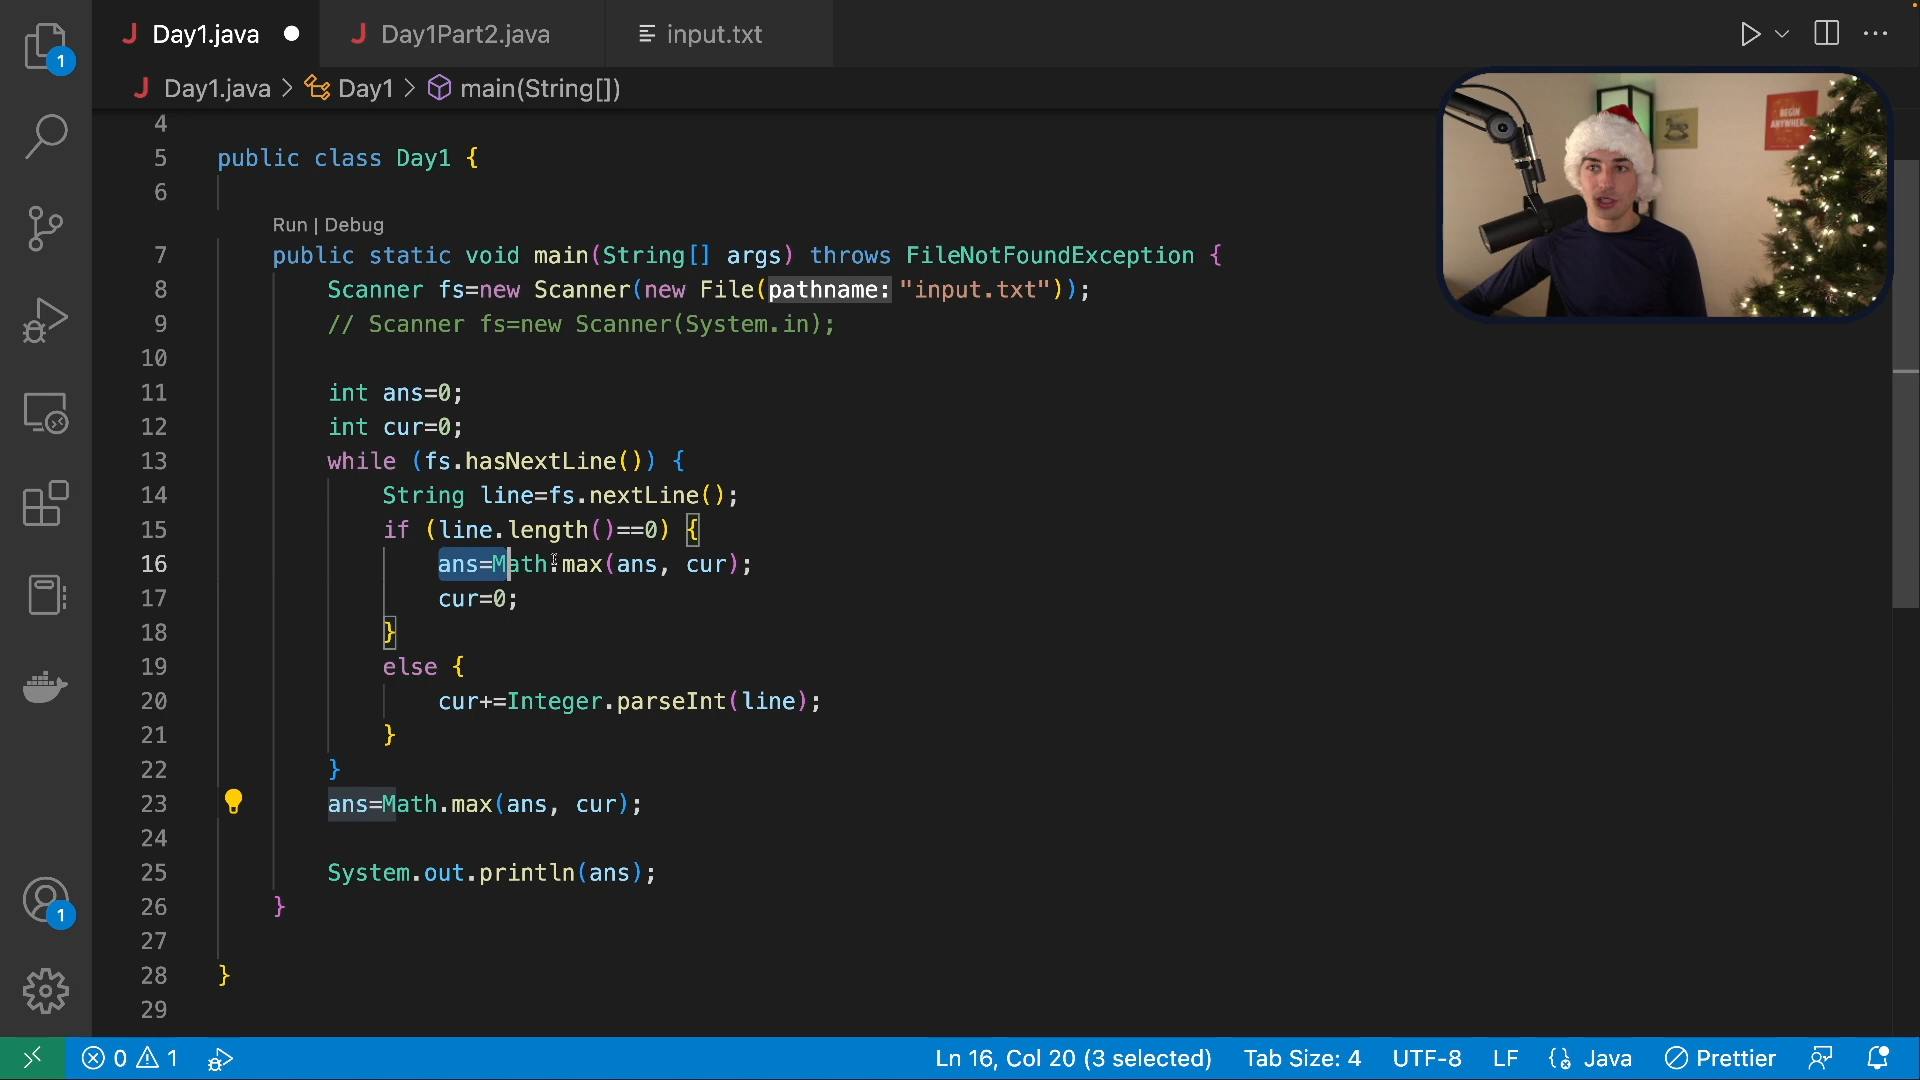 Day1.java
Day1Part2.java
input.txt
1
Day1.java > Day1 > main(String[])
4
5 public class Day1 {
6
Run | Debug
7 public static void main(String[] args) throws FileNotFoundException {
8 Scanner fs=new Scanner(new File(pathname: "input.txt"));
9 // Scanner fs=new Scanner(System.in);
10
11 int ans=0;
12 int cur=0;
13 while (fs.hasNextLine()) {
14 String line=fs.nextLine();
15 if (line.length()==0) {
16 ans=Math.max(ans, cur);
17 cur=0;
18 }
19 else {
20 cur+=Integer.parseInt(line);
21 }
22 }
23 ans=Math.max(ans, cur);
24
25 System.out.println(ans);
26 }
27
28 }
29
BEGIN
ANYWHERE.
1
0 1
Ln 16, Col 20 (3 selected) Tab Size: 4 UTF-8 LF Java Prettier